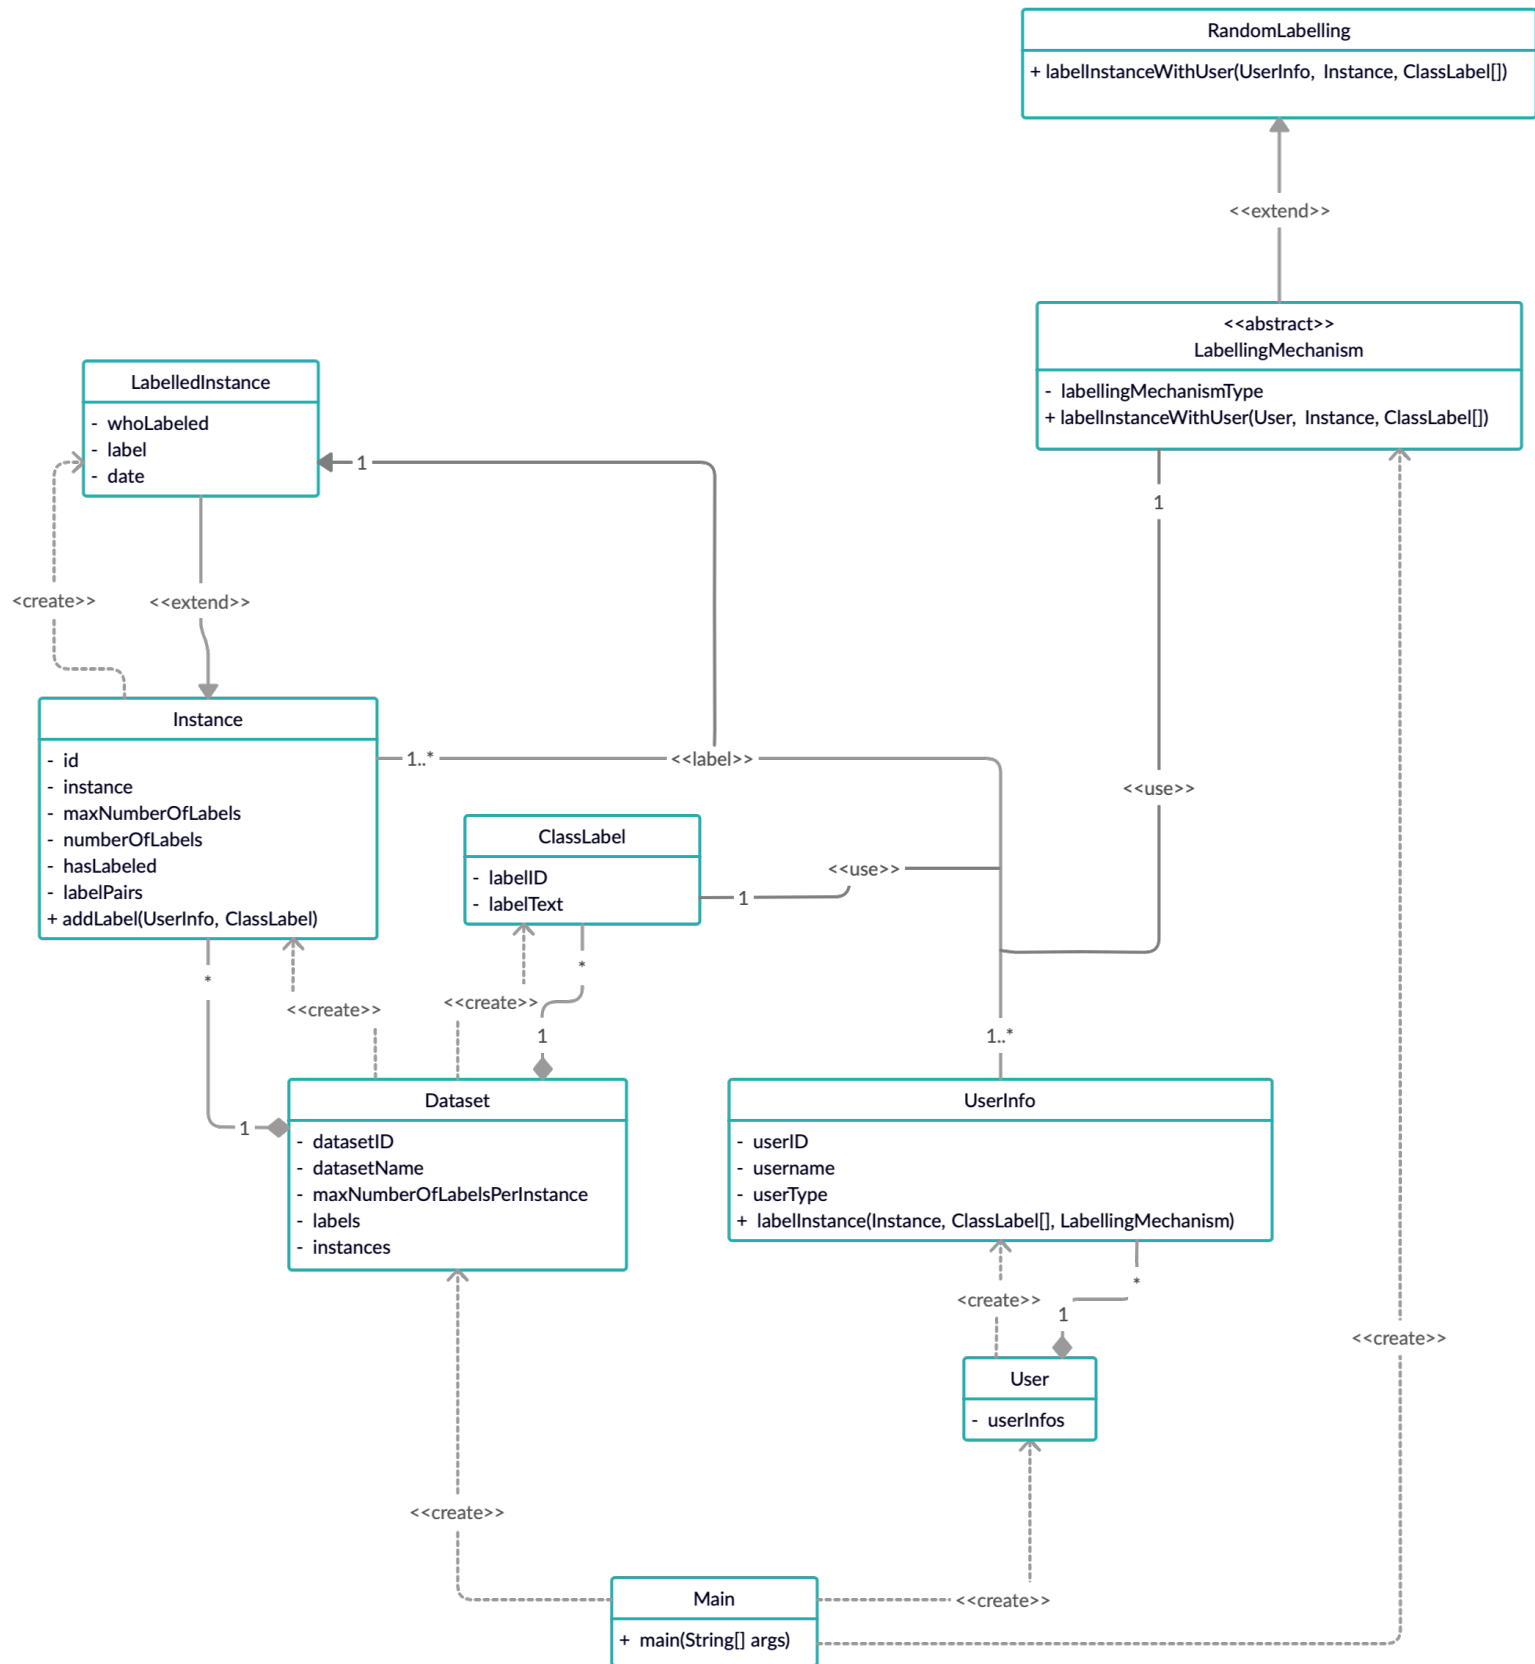 RandomLabelling
+ labelInstanceWithUser(UserInfo, Instance, ClassLabel[])
<<extend>>
<<abstract>>
LabellingMechanism
- labellingMechanismType
+ labelInstanceWithUser(User, Instance, ClassLabel[])
LabelledInstance
- whoLabeled
- label
- date
1
1
<create>>
<<extend>>
Instance
- id
- instance
- maxNumberOfLabels
- numberOfLabels
- hasLabeled
- labelPairs
+ addLabel(UserInfo, ClassLabel)
1..*
<<label>>
<<use>>
ClassLabel
- labelID
- labelText
<<use>>
1
*
*
<<create>>
<<create>>
1
1..*
1
Dataset
- datasetID
- datasetName
- maxNumberOfLabelsPerInstance
- labels
- instances
UserInfo
- userID
- username
- userType
+ labelInstance(Instance, ClassLabel[], LabellingMechanism)
*
<create>>
1
<<create>>
User
- userInfos
<<create>>
<<create>>
Main
+ main(String[] args)